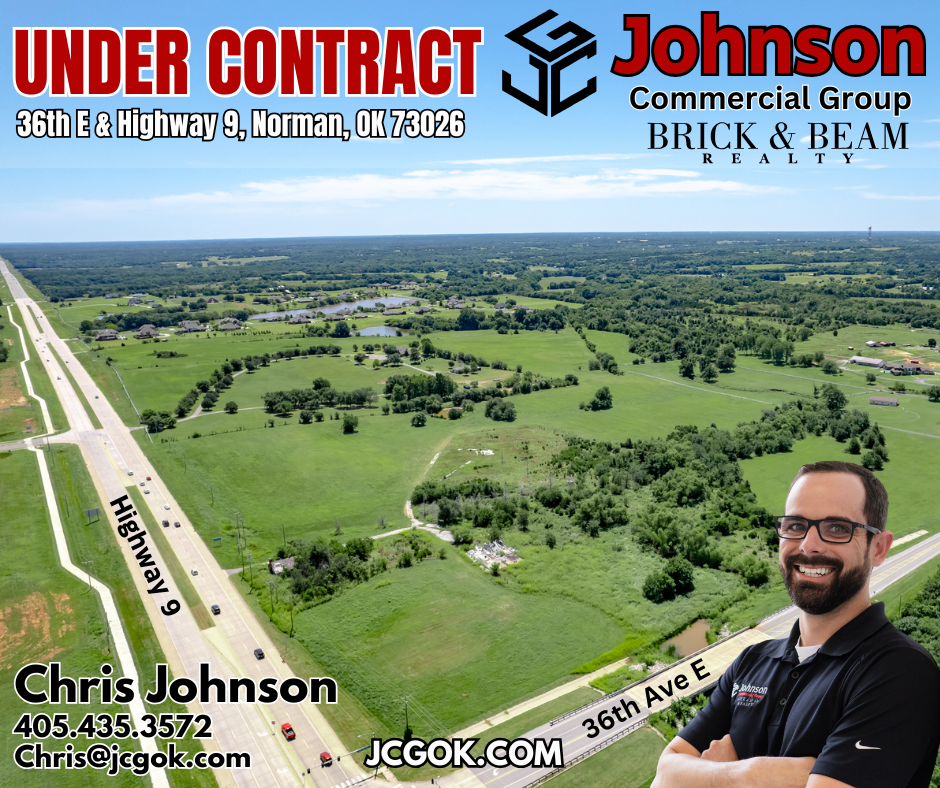 UNDER CONTRACT
36th E & Highway 9, Norman, OK 73026
Johnson
Commercial Group
BRICK & BEAM
REALTY
Highway 9
36th Ave E
Johnson
Chris Johnson
405.435.3572
Chris@jcgok.com
JCGOK.COM